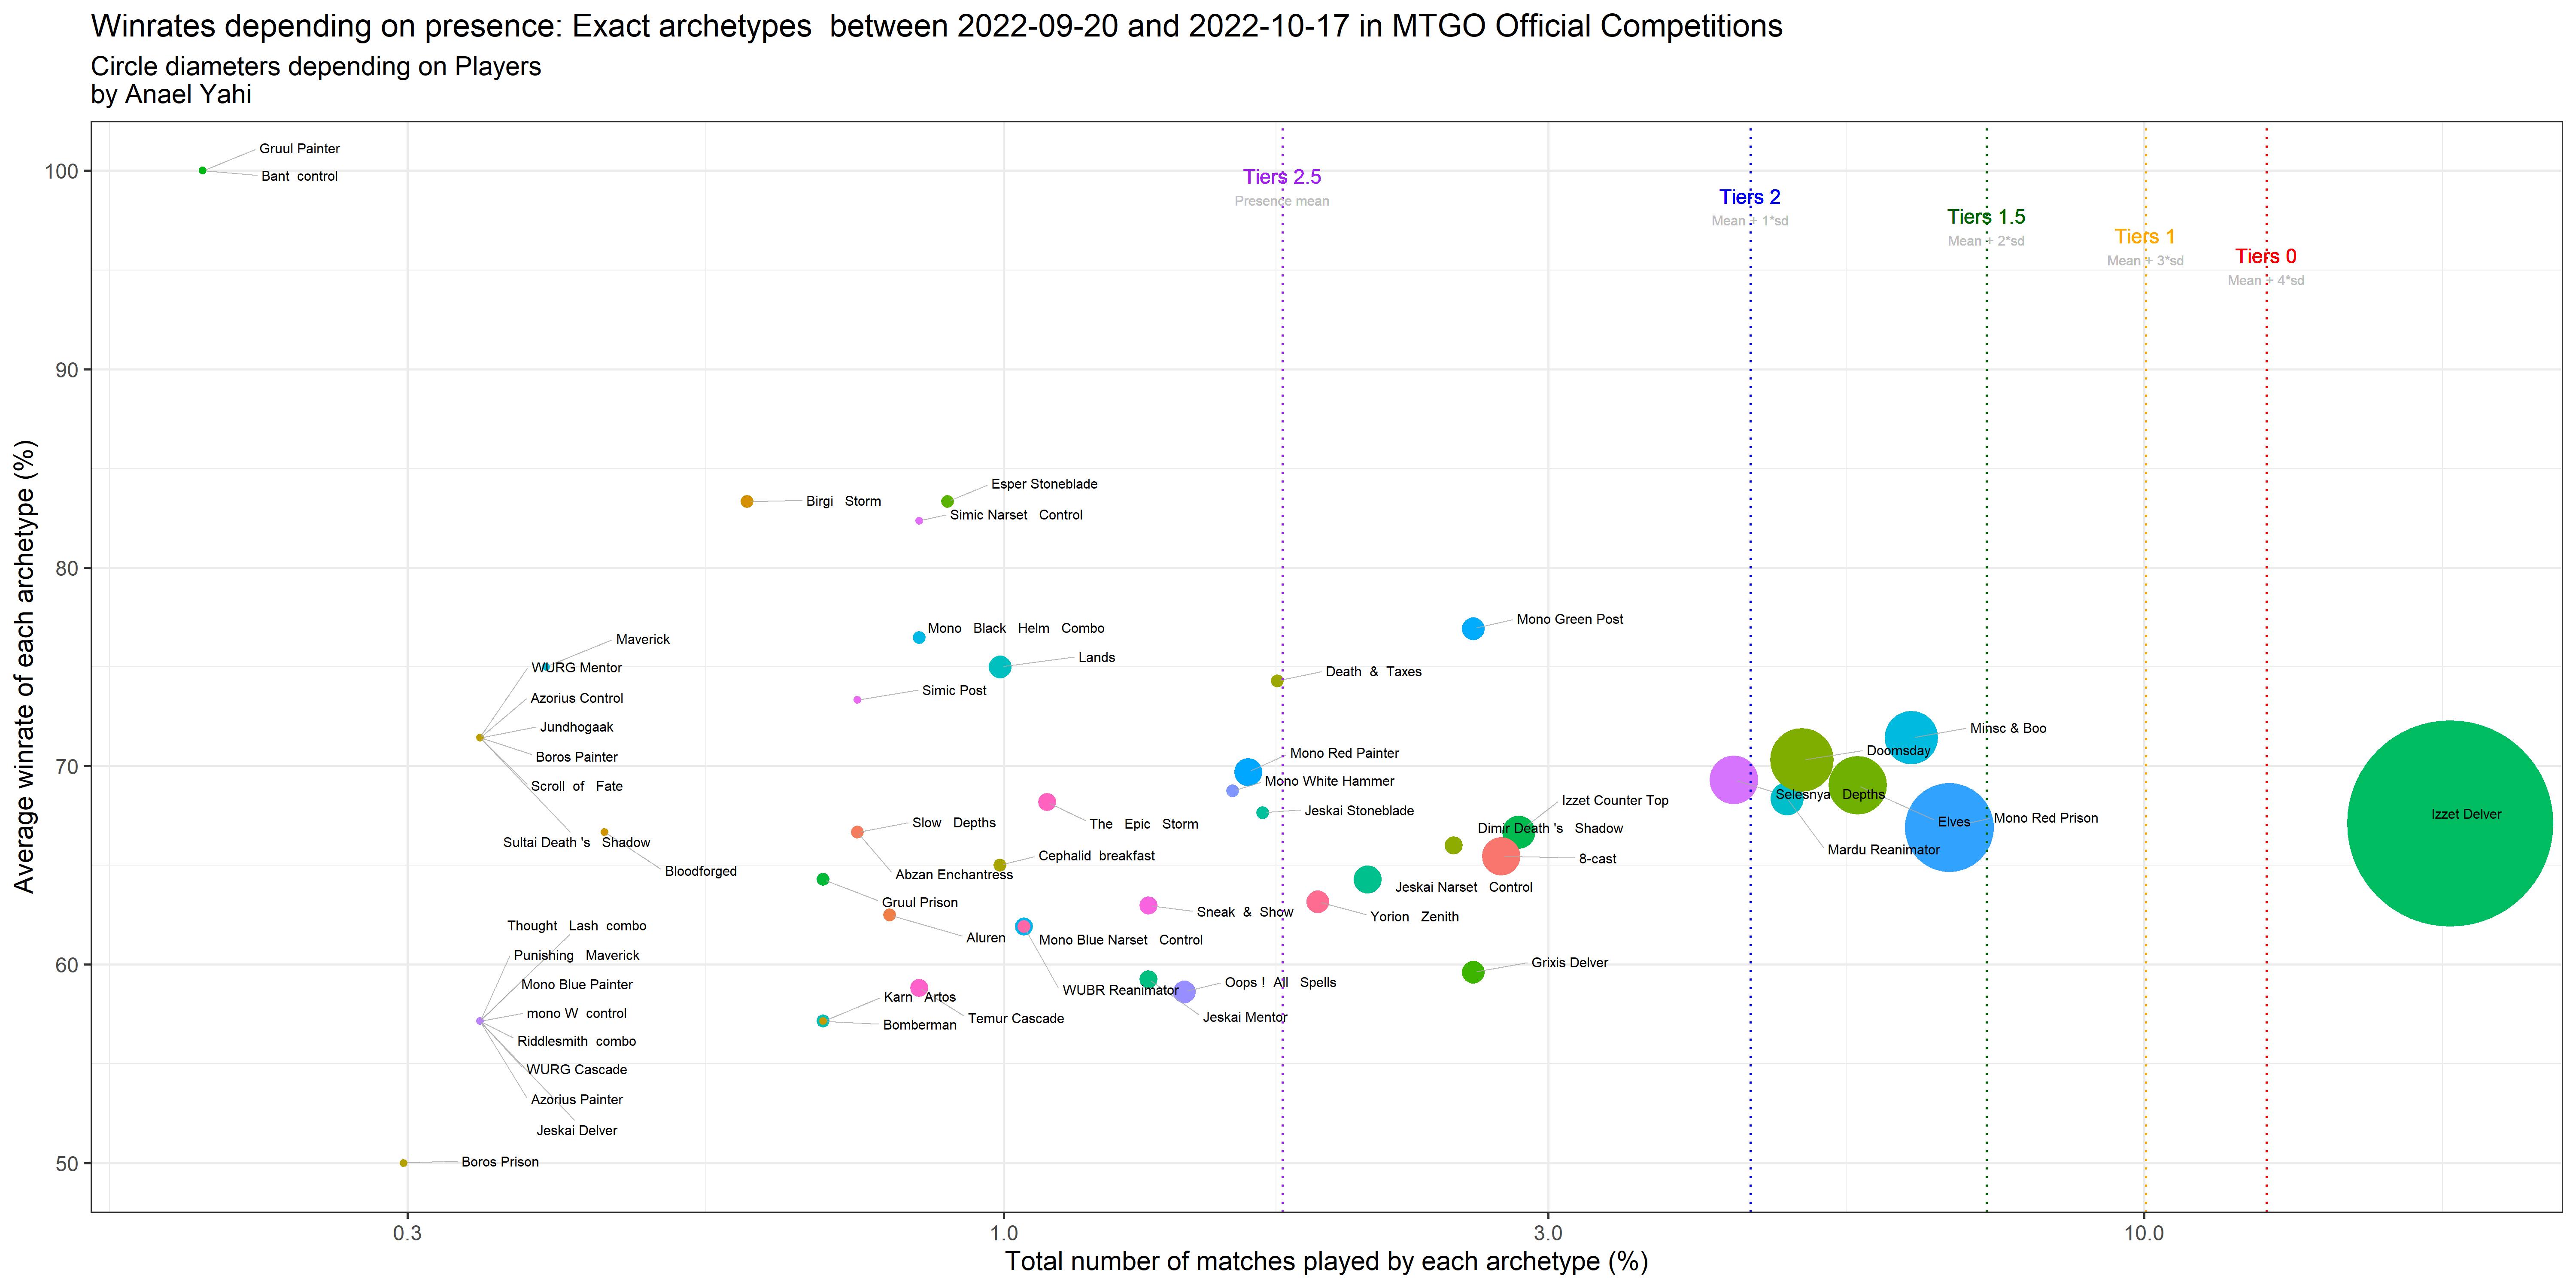 Winrates depending on presence: Exact archetypes  between 2022-09-20 and 2022-10-17 in MTGO Official Competitions
Circle diameters depending on Players
by Anael Yahi
Average winrate of each archetype (%)
100
90
80
70
60
50
Gruul Painter
Bant control
Tiers 2.5
Presence mean
Tiers 2
Mean + 1*sd
Tiers 1.5
Mean + 2*sd
Tiers 1
Mean + 3*sd
Tiers 0
Mean + 4*sd
Birgi Storm
Esper Stoneblade
Simic Narset Control
Mono Black Helm Combo
Mono Green Post
Maverick
Lands
WURG Mentor
Death & Taxes
Simic Post
Azorius Control
Jundhogaak
Minsc & Boo
Boros Painter
Mono Red Painter
Doomsday
Scroll of Fate
Mono White Hammer
Selesnya Depths
Izzet Counter Top
Jeskai Stoneblade
Izzet Delver
Slow Depths
The Epic Storm
Dimir Death 's Shadow
Elves
Mono Red Prison
Sultai Death 's Shadow
Cephalid breakfast
8-cast
Mardu Reanimator
Bloodforged
Abzan Enchantress
Jeskai Narset Control
Gruul Prison
Sneak & Show
Yorion Zenith
Thought Lash combo
Aluren
Mono Blue Narset Control
Punishing Maverick
Grixis Delver
Mono Blue Painter
Karn Artos
WUBR Reanimator
Oops ! All Spells
mono W control
Bomberman
Temur Cascade
Jeskai Mentor
Riddlesmith combo
WURG Cascade
Azorius Painter
Jeskai Delver
Boros Prison
0.3
1.0
3.0
10.0
Total number of matches played by each archetype (%)